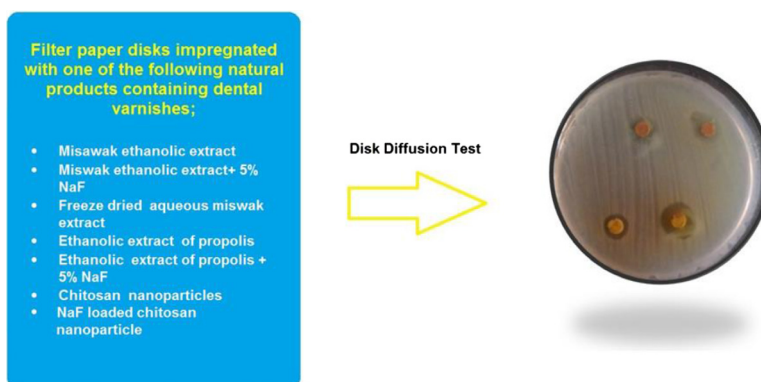 Filter paper disks impregnated
with one of the following natural
products containing dental
varnishes;
• Misawak ethanolic extract
• Miswak ethanolic extract+ 5%
NaF
• Freeze dried aqueous miswak
extract
• Ethanolic extract of propolis
• Ethanolic extract of propolis +
5% NaF
• Chitosan nanoparticles
• NaF loaded chitosan
nanoparticle
Disk Diffusion Test